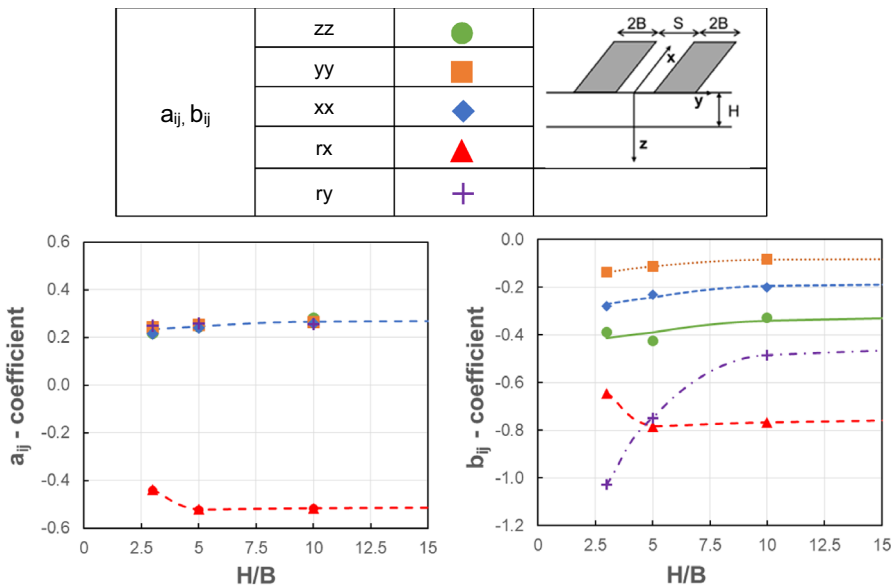 aij, bij
zz
yy
xx
rx
ry
2B S 2B
x
y
H
z
0.6
0.4
0.2
0.0
-0.2
-0.4
-0.6
aij - coefficient
0 2.5 5 7.5 10 12.5 15
H/B
0.0
-0.2
-0.4
-0.6
-0.8
-1.0
-1.2
bij - coefficient
0 2.5 5 7.5 10 12.5 15
H/B